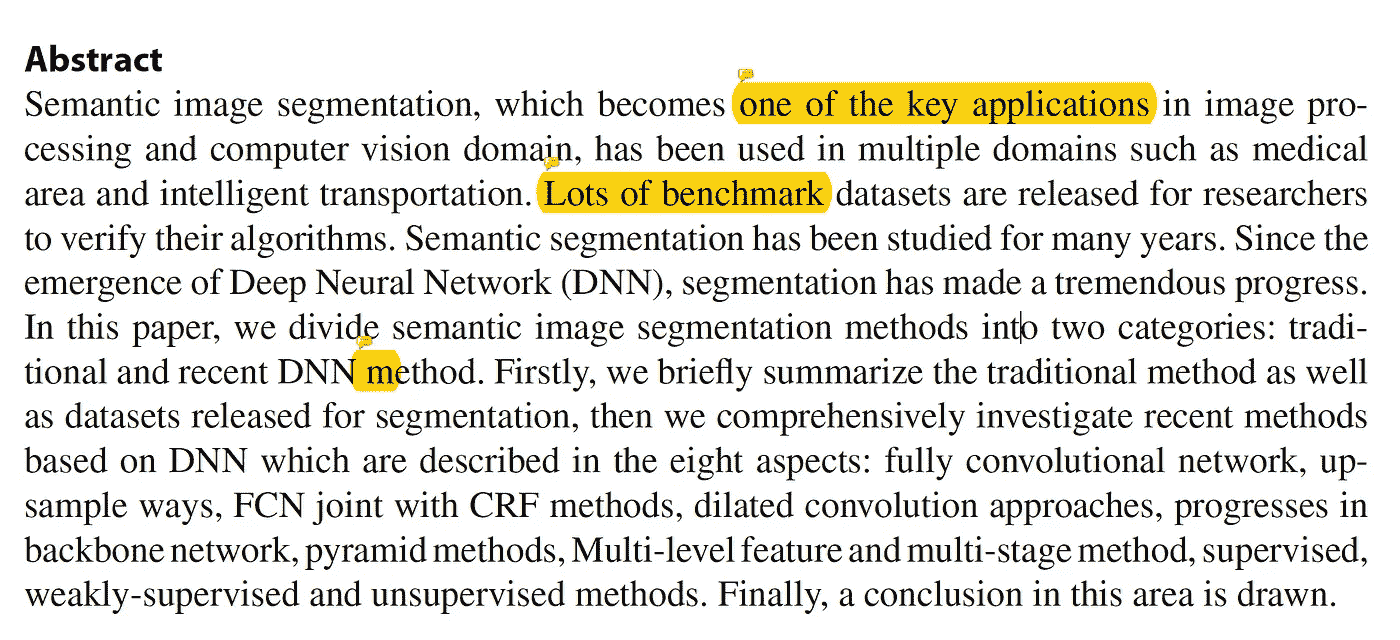 Abstract
Semantic image segmentation, which becomes one of the key applications in image pro-
cessing and computer vision domain, has been used in multiple domains such as medical
area and intelligent transportation. Lots of benchmark datasets are released for researchers
to verify their algorithms. Semantic segmentation has been studied for many years. Since the
emergence of Deep Neural Network (DNN), segmentation has made a tremendous progress.
In this paper, we divide semantic image segmentation methods into two categories: tradi-
tional and recent DNN method. Firstly, we briefly summarize the traditional method as well
as datasets released for segmentation, then we comprehensively investigate recent methods
based on DNN which are described in the eight aspects: fully convolutional network, up-
sample ways, FCN joint with CRF methods, dilated convolution approaches, progresses in
backbone network, pyramid methods, Multi-level feature and multi-stage method, supervised,
weakly-supervised and unsupervised methods. Finally, a conclusion in this area is drawn.